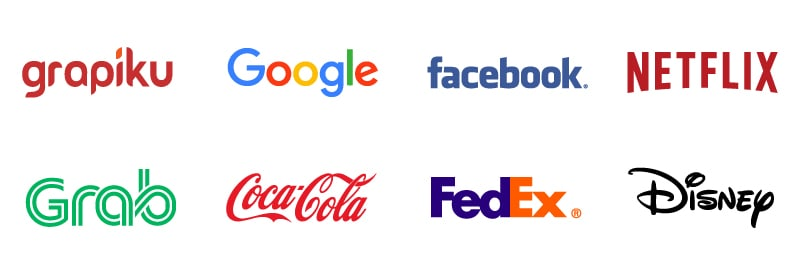 grapiku Google facebook® NETFLIX
Grab Coca-Cola FedEx® Disney